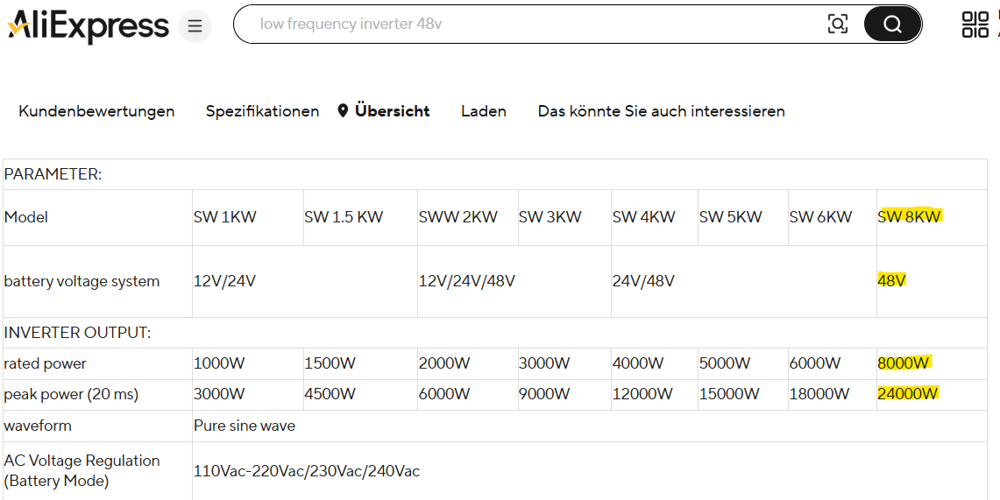 AliExpress
low frequency inverter 48v
Kundenbewertungen Spezifikationen Übersicht Laden Das könnte Sie auch interessieren
PARAMETER:
Model SW 1KW SW 1.5 KW SWW 2KW SW 3KW SW 4KW SW 5KW SW 6KW SW 8KW
battery voltage system 12V/24V 12V/24V/48V 24V/48V 48V
INVERTER OUTPUT:
rated power 1000W 1500W 2000W 3000W 4000W 5000W 6000W 8000W
peak power (20 ms) 3000W 4500W 6000W 9000W 12000W 15000W 18000W 24000W
waveform Pure sine wave
AC Voltage Regulation
(Battery Mode) 110Vac-220Vac/230Vac/240Vac